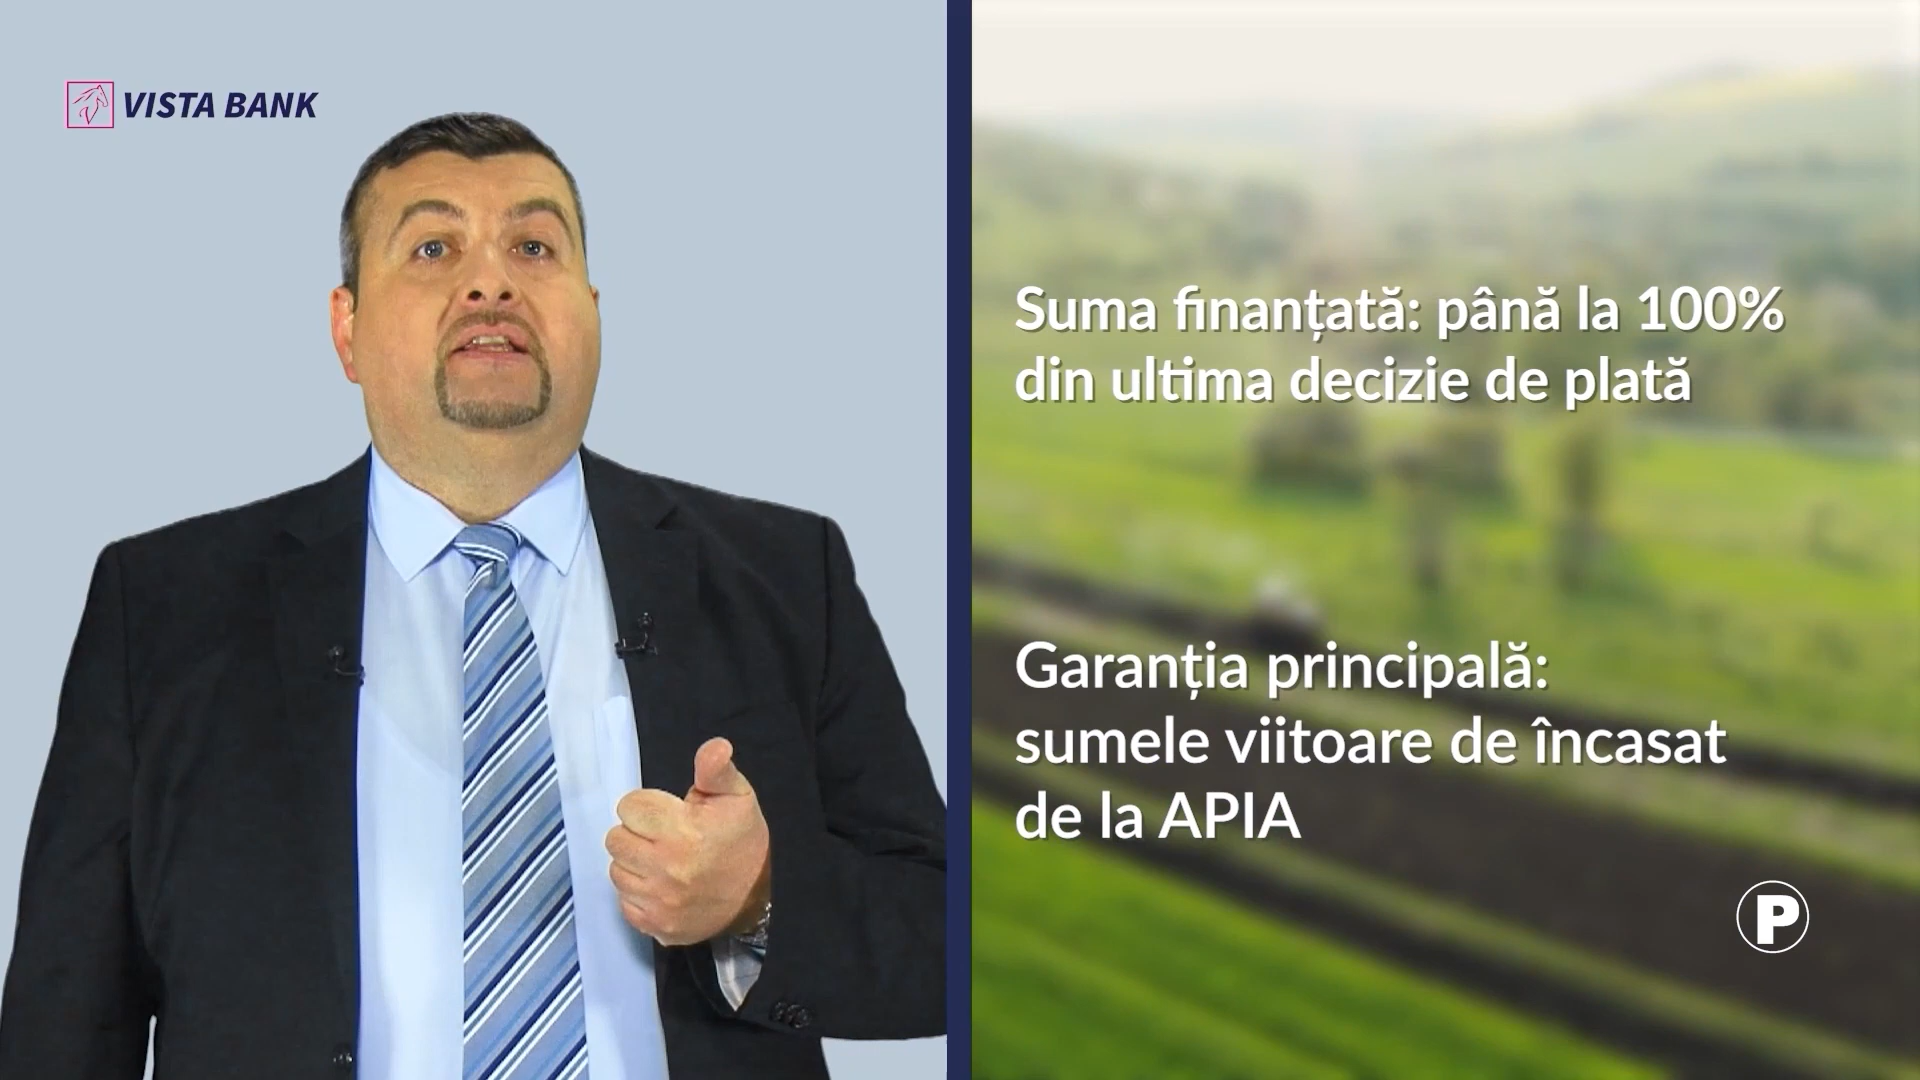 VISTA BANK
Suma finanțată: până la 100%
din ultima decizie de plată
Garanția principală:
sumele viitoare de încasat
de la APIA
P